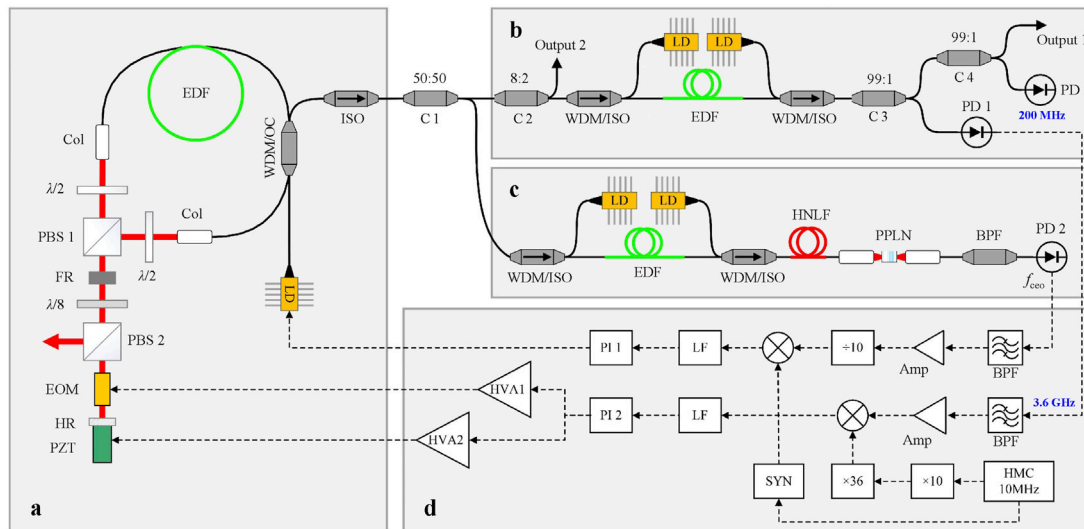 b
LD
LD
99:1
Output 1
Output 2
50:50
8:2
EDF
99:1
C 4
PD
ISO
C 1
C 2
WDM/ISO
EDF
WDM/ISO
C 3
PD 1
200 MHz
EDF
WDM/OC
Col
λ/2
Col
PBS 1
λ/2
FR
λ/8
PBS 2
LD
EOM
HR
PZT
a
c
LD
LD
HNLF
PPLN
BPF
PD 2
WDM/ISO
EDF
WDM/ISO
fceo
PI 1
LF
÷10
Amp
BPF
HVA1
PI 2
LF
3.6 GHz
HVA2
Amp
BPF
SYN
×36
×10
HMC
10MHz
d